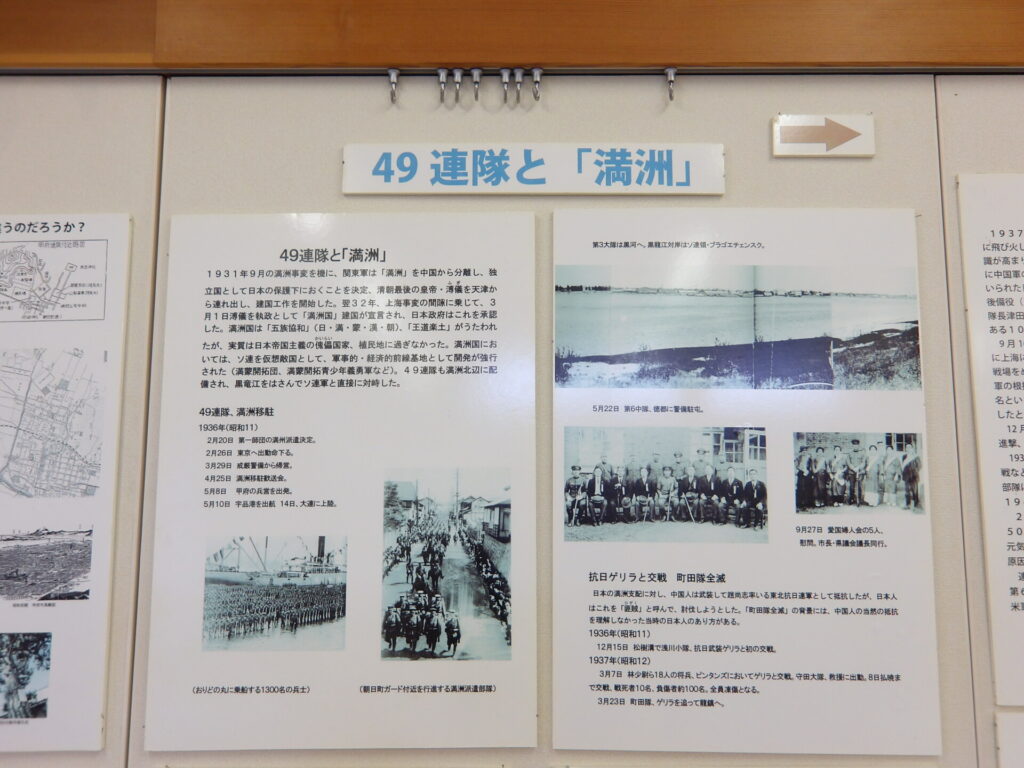 49 連隊と「満洲」
49連隊と「満洲」
1931年9月の満洲事変を機に、関東軍は「満洲」を中国から分離し、独
立国として日本の保護下におくことを決定、清朝最後の皇帝・溥儀を天津か
ら連れ出し、建国工作を開始した。翌32年、上海事変の間隙に乗じて、3
月1日溥儀を執政として「満洲国」建国が宣言され、日本政府はこれを承認
した。満洲国は「五族協和」(日・満・蒙・漢・朝)、「王道楽土」がうたわれ
たが、実質は日本帝国主義の傀儡国家、植民地に過ぎなかった。満洲国にお
いては、ソ連を仮想敵国として、軍事的・経済的前線基地として開発が強行
された(満蒙開拓団、満蒙開拓青少年義勇軍など)。49連隊も満洲北辺に配
備され、黒竜江をはさんでソ連軍と直接に対峙した。
49連隊、満洲移駐
1936年(昭和11)
2月20日 第一師団の満州派遣決定。
2月26日 東京へ出動命下る。
3月29日 戒厳警備から帰営。
4月25日 満洲移駐歓送会。
5月8日 甲府の兵営を出発。
5月10日 宇品港を出航 14日、大連に上陸。
(おりどの丸に乗船する1300名の兵士)
(朝日町ガード付近を行進する満洲派遣部隊)
第3大隊は黒河へ。黒龍江対岸はソ連領・ブラゴエチェンスク。
5月22日 第6中隊、徳都に警備駐屯。
9月27日 愛国婦人会の5人、
慰問。市長・県議会議長同行。
抗日ゲリラと交戦 町田隊全滅
日本の満洲支配に対し、中国人は武装して趙尚志率いる東北抗日連軍として抵抗したが、日本人
はこれを「匪賊」と呼んで、討伐しようとした。「町田隊全滅」の背景には、中国人の当然の抵抗
を理解しなかった当時の日本人のあり方がある。
1936年(昭和11)
12月15日 松樹溝で浅川小隊、抗日武装ゲリラと初の交戦。
1937年(昭和12)
3月7日 林少尉ら18人の将兵、ピンタンズにおいてゲリラと交戦。守田大隊、救援に出動。8日払暁ま
で交戦、戦死者10名、負傷者約100名。全員凍傷となる。
3月23日 町田隊、ゲリラを追って龍鎮へ。
うのだろうか?